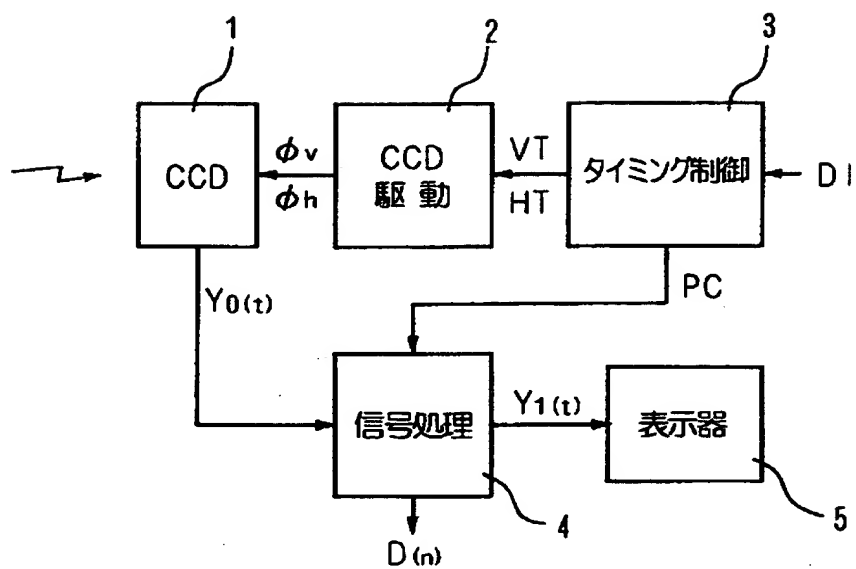 1
2
3
CCD
φv
φh
CCD
駆動
VT
HT
タイミング制御
DI
Y0(t)
PC
信号処理
Y1(t)
表示器
4
5
D(n)